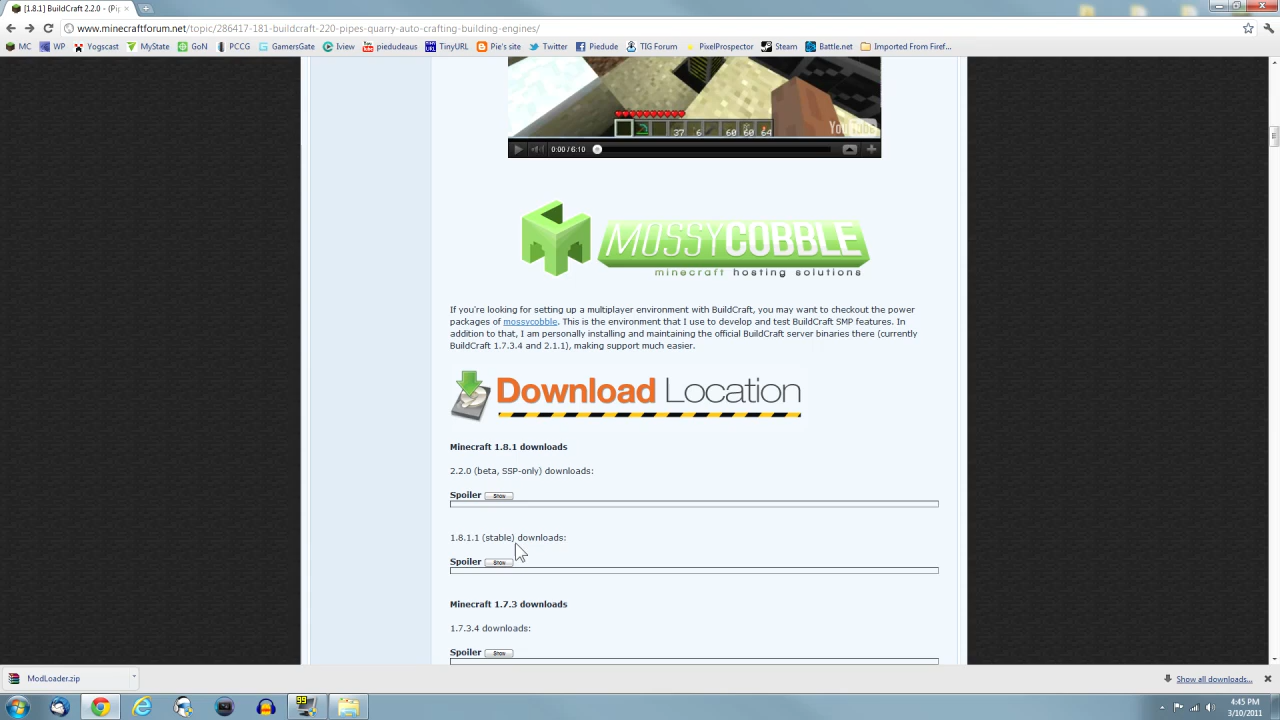 [1.8.1] BuildCraft 2.2.0 - (Pip
www.minecraftforum.net/topic/286417-181-buildcraft-220-pipes-quarry-auto-crafting-building-engines/
MC WP Yogscast MyState GoN PCCG GamersGate Iview piedudeaus TinyURL Pie's site Twitter Piedude TIG Forum PixelProspector Steam Battle.net Imported From Firef...
37 6 60 60 64
YouTube
0:00 / 6:10
MOSSYCOBBLE
minecraft hosting solutions
If you're looking for setting up a multiplayer environment with BuildCraft, you may want to checkout the power
packages of mossycobble. This is the environment that I use to develop and test BuildCraft SMP features. In
addition to that, I am personally installing and maintaining the official BuildCraft server binaries there (currently
BuildCraft 1.7.3.4 and 2.1.1), making support much easier.
Download Location
Minecraft 1.8.1 downloads
2.2.0 (beta, SSP-only) downloads:
Spoiler Show
1.8.1.1 (stable) downloads:
Spoiler Show
Minecraft 1.7.3 downloads
1.7.3.4 downloads:
Spoiler Show
ModLoader.zip
Show all downloads...
99
4:45 PM
3/10/2011